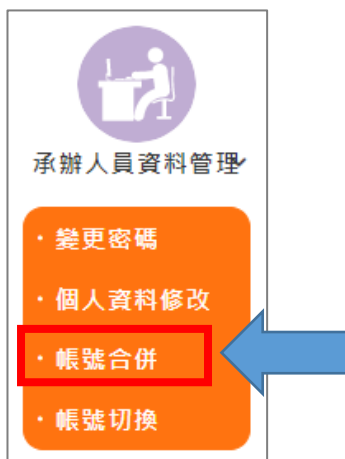 承辦人員資料管理
・變更密碼
・個人資料修改
・帳號合併
・帳號切換